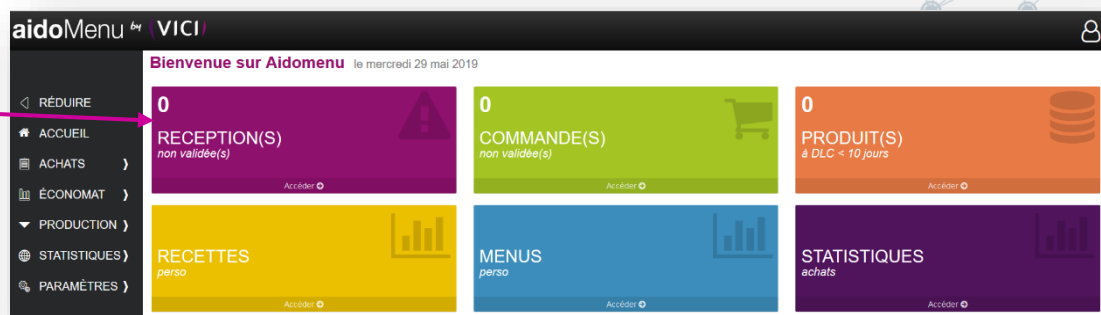 aidoMenu by (VICI)
Bienvenue sur Aidomenu le mercredi 29 mai 2019
RÉDUIRE
ACCUEIL
ACHATS
ÉCONOMAT
PRODUCTION
STATISTIQUES
PARAMÈTRES
0
RECEPTION(S)
non validée(s)
Accéder
0
COMMANDE(S)
non validée(s)
Accéder
0
PRODUIT(S)
à DLC < 10 jours
Accéder
RECETTES
perso
Accéder
MENUS
perso
Accéder
STATISTIQUES
achats
Accéder